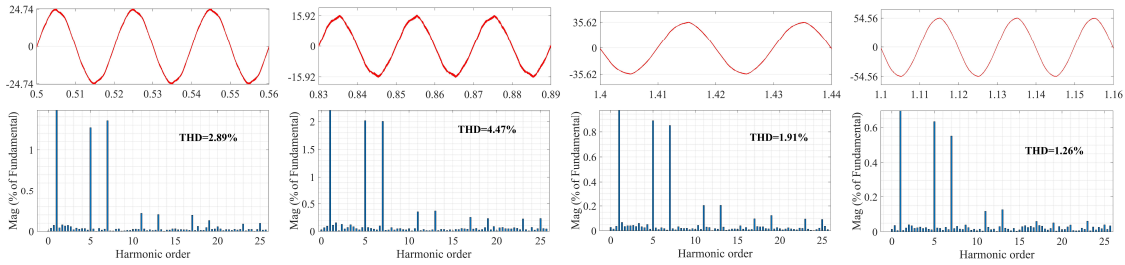 24.74
0
-24.74
0.5 0.51 0.52 0.53 0.54 0.55 0.56
15.92
0
-15.92
0.83 0.84 0.85 0.86 0.87 0.88 0.89
35.62
0
-35.62
1.4 1.41 1.42 1.43 1.44
54.56
0
-54.56
1.1 1.11 1.12 1.13 1.14 1.15 1.16
Mag (% of Fundamental)
1
0.5
0
THD=2.89%
0 5 10 15 20 25
Harmonic order
Mag (% of Fundamental)
2
1.5
1
0.5
0
THD=4.47%
0 5 10 15 20 25
Harmonic order
Mag (% of Fundamental)
0.8
0.6
0.4
0.2
0
THD=1.91%
0 5 10 15 20 25
Harmonic order
Mag (% of Fundamental)
0.6
0.4
0.2
0
THD=1.26%
0 5 10 15 20 25
Harmonic order